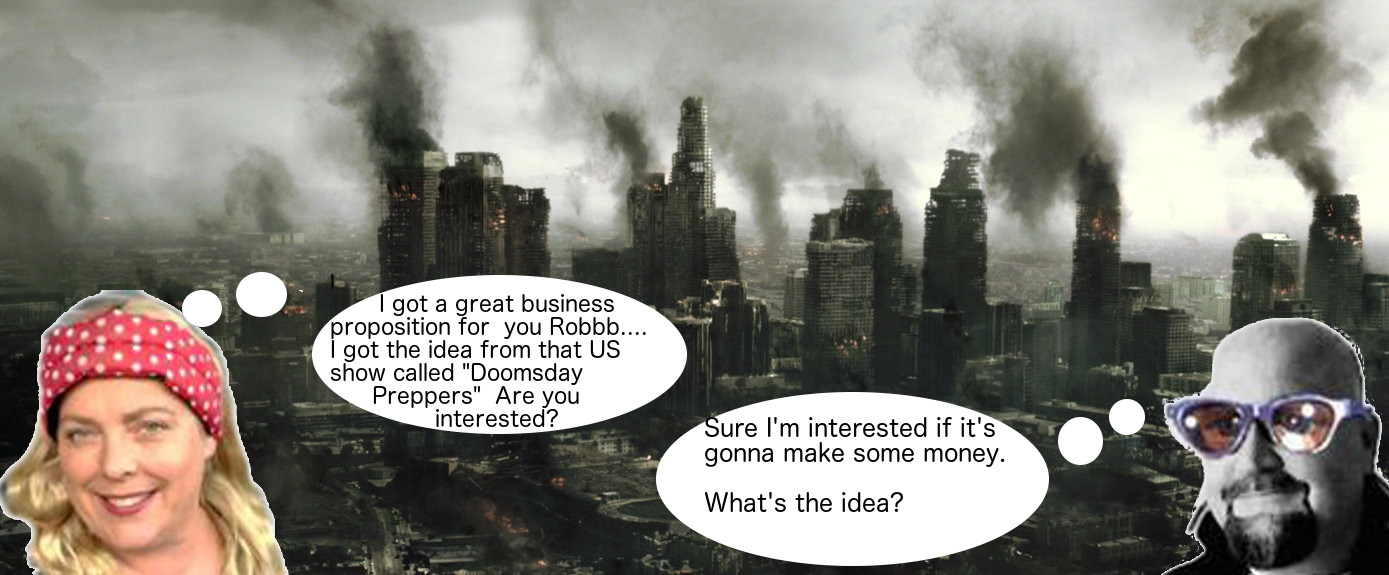 I got a great business
proposition for you Robbb....
I got the idea from that US
show called "Doomsday
Preppers" Are you
interested?
Sure I'm interested if it's
gonna make some money.
What's the idea?